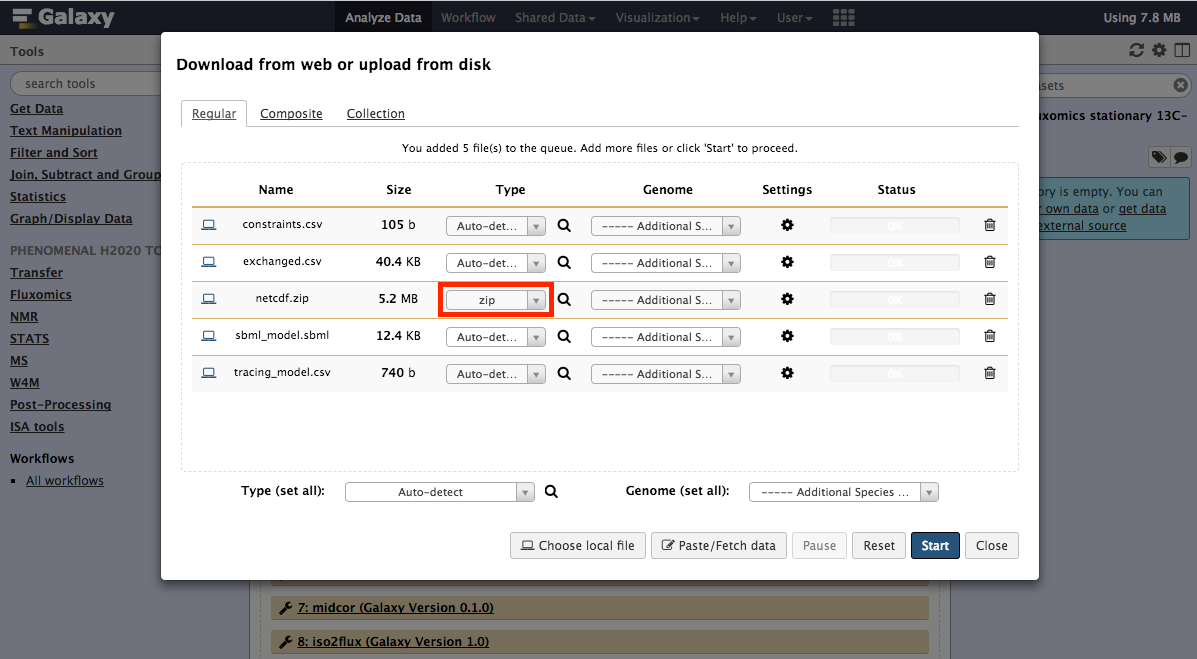 Galaxy
Analyze Data Workflow Shared Data Visualization Help User Using 7.8 MB
Tools
search tools
Get Data
Text Manipulation
Filter and Sort
Join, Subtract and Group
Statistics
Graph/Display Data
PHENOMENAL H2020 TO
Transfer
Fluxomics
NMR
STATS
MS
W4M
Post-Processing
ISA tools
Workflows
All workflows
Download from web or upload from disk
Regular Composite Collection
You added 5 file(s) to the queue. Add more files or click 'Start' to proceed.
Name Size Type Genome Settings Status
constraints.csv 105 b Auto-det... ----- Additional S... 0%
exchanged.csv 40.4 KB Auto-det... ----- Additional S... 0%
netcdf.zip 5.2 MB zip ----- Additional S... 0%
sbml_model.sbml 12.4 KB Auto-det... ----- Additional S... 0%
tracing_model.csv 740 b Auto-det... ----- Additional S... 0%
Type (set all): Auto-detect Genome (set all): ----- Additional Species ...
Choose local file Paste/Fetch data Pause Reset Start Close
7: midcor (Galaxy Version 0.1.0)
8: iso2flux (Galaxy Version 1.0)
asets
uxomics stationary 13C-
ory is empty. You can
r own data or get data
external source